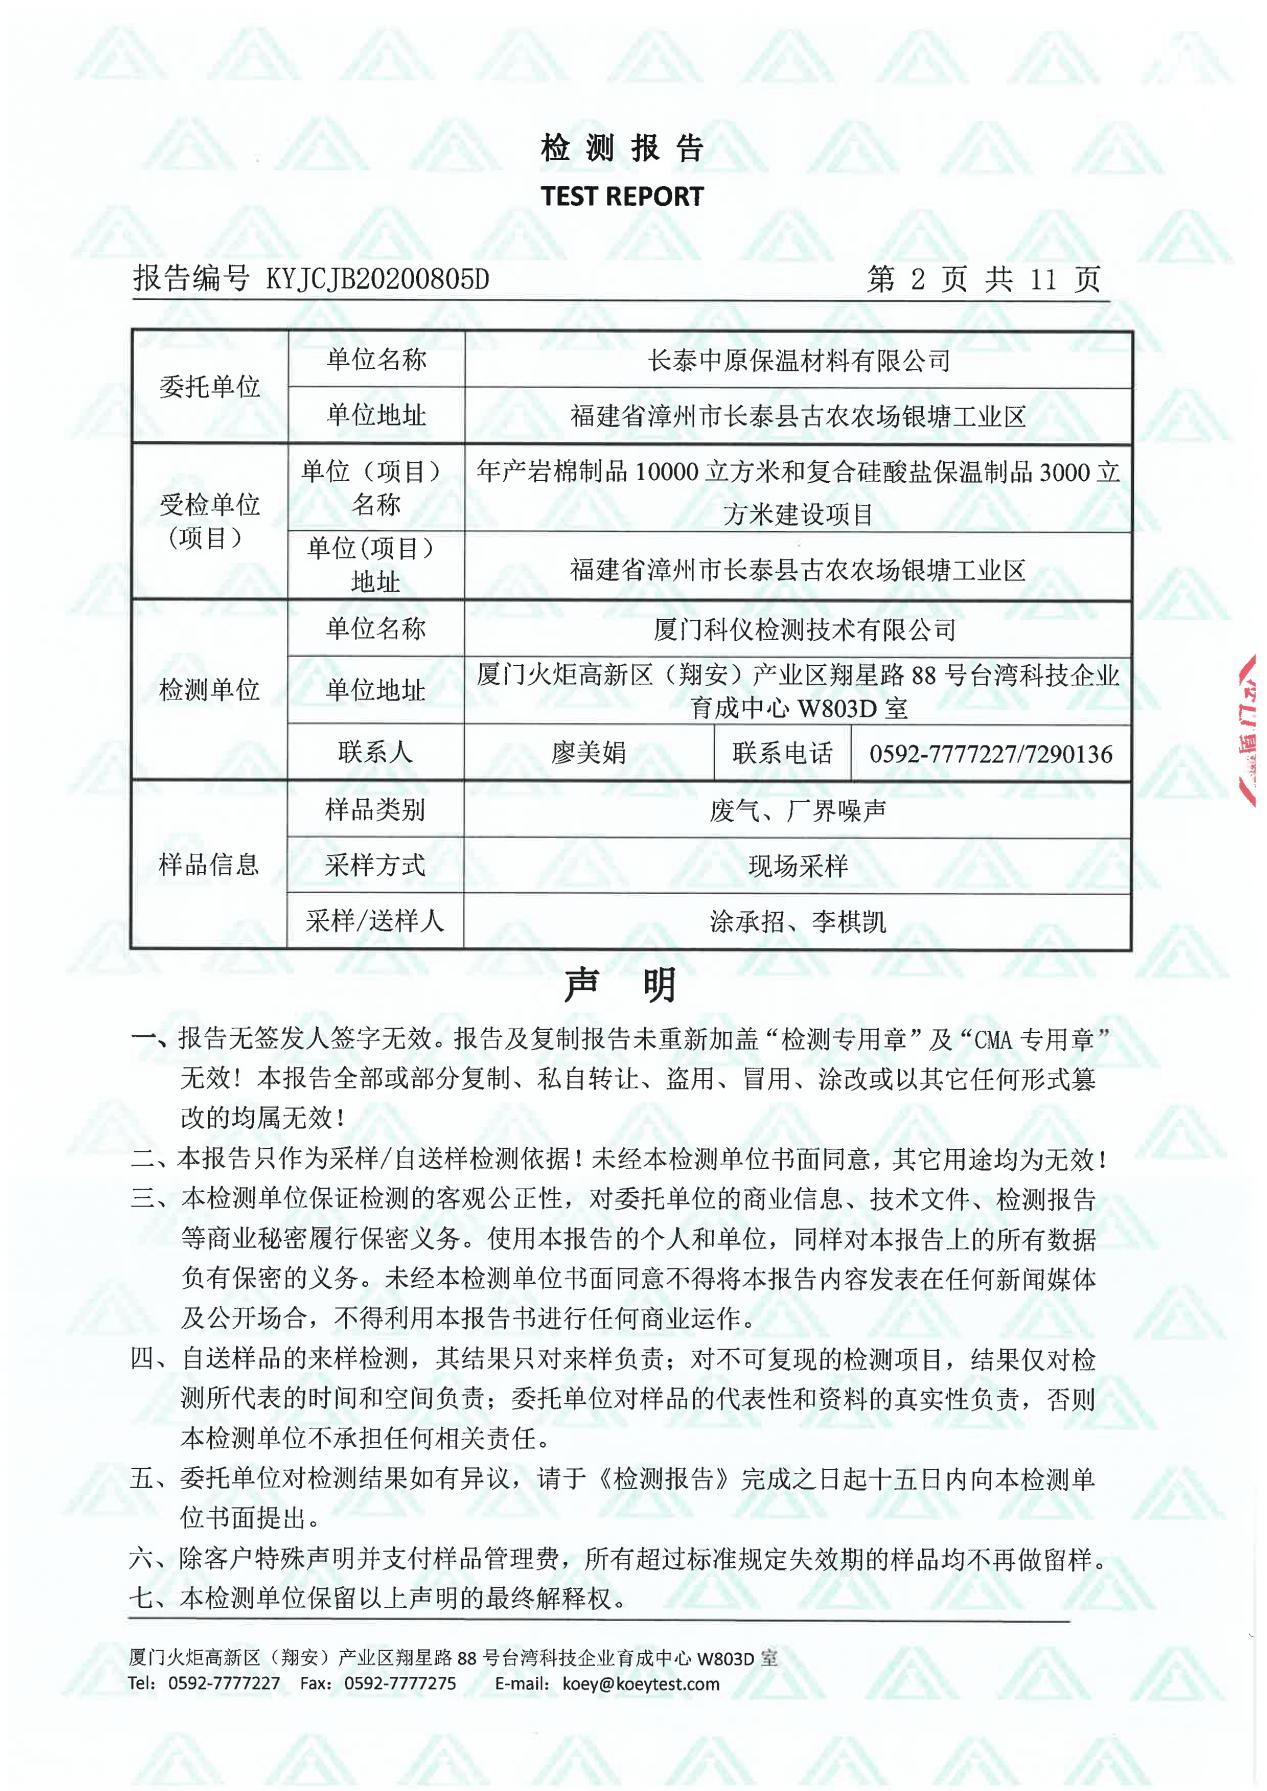 检测报告
TEST REPORT
报告编号 KYJCJB20200805D
第 2 页 共 11 页
委托单位
单位名称
长泰中原保温材料有限公司
单位地址
福建省漳州市长泰县古农农场银塘工业区
受检单位
(项目)
单位（项目）
名称
年产岩棉制品 10000 立方米和复合硅酸盐保温制品 3000 立
方米建设项目
单位(项目)
地址
福建省漳州市长泰县古农农场银塘工业区
检测单位
单位名称
厦门科仪检测技术有限公司
单位地址
厦门火炬高新区（翔安）产业区翔星路 88 号台湾科技企业
育成中心 W803D 室
联系人
廖美娟
联系电话
0592-7777227/7290136
样品信息
样品类别
废气、厂界噪声
采样方式
现场采样
采样/送样人
涂承招、李棋凯
声 明
一、报告无签发人签字无效。报告及复制报告未重新加盖“检测专用章”及“CMA 专用章”
无效！本报告全部或部分复制、私自转让、盗用、冒用、涂改或以其它任何形式篡
改的均属无效！
二、本报告只作为采样/自送样检测依据！未经本检测单位书面同意，其它用途均为无效！
三、本检测单位保证检测的客观公正性，对委托单位的商业信息、技术文件、检测报告
等商业秘密履行保密义务。使用本报告的个人和单位，同样对本报告上的所有数据
负有保密的义务。未经本检测单位书面同意不得将本报告内容发表在任何新闻媒体
及公开场合，不得利用本报告书进行任何商业运作。
四、自送样品的来样检测，其结果只对来样负责；对不可复现的检测项目，结果仅对检
测所代表的时间和空间负责；委托单位对样品的代表性和资料的真实性负责，否则
本检测单位不承担任何相关责任。
五、委托单位对检测结果如有异议，请于《检测报告》完成之日起十五日内向本检测单
位书面提出。
六、除客户特殊声明并支付样品管理费，所有超过标准规定失效期的样品均不再做留样。
七、本检测单位保留以上声明的最终解释权。
厦门火炬高新区（翔安）产业区翔星路 88 号台湾科技企业育成中心 W803D 室
Tel: 0592-7777227 Fax: 0592-7777275 E-mail: koey@koeytest.com